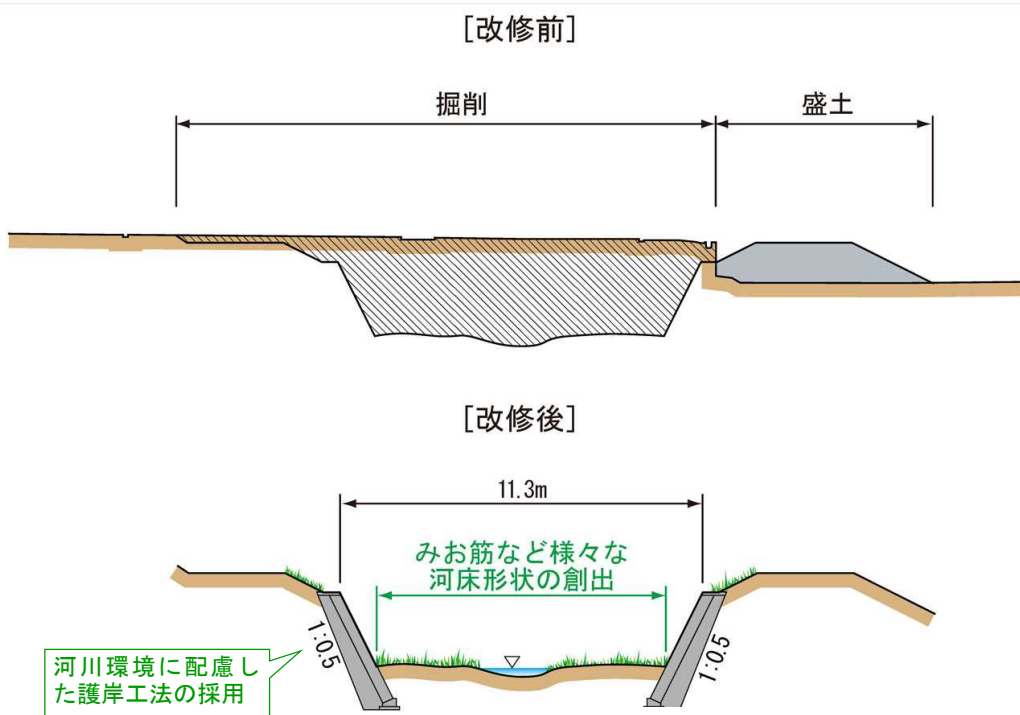 [改修前]
掘削
盛土
[改修後]
11.3m
みお筋など様々な
河床形状の創出
1:0.5
1:0.5
河川環境に配慮し
た護岸工法の採用